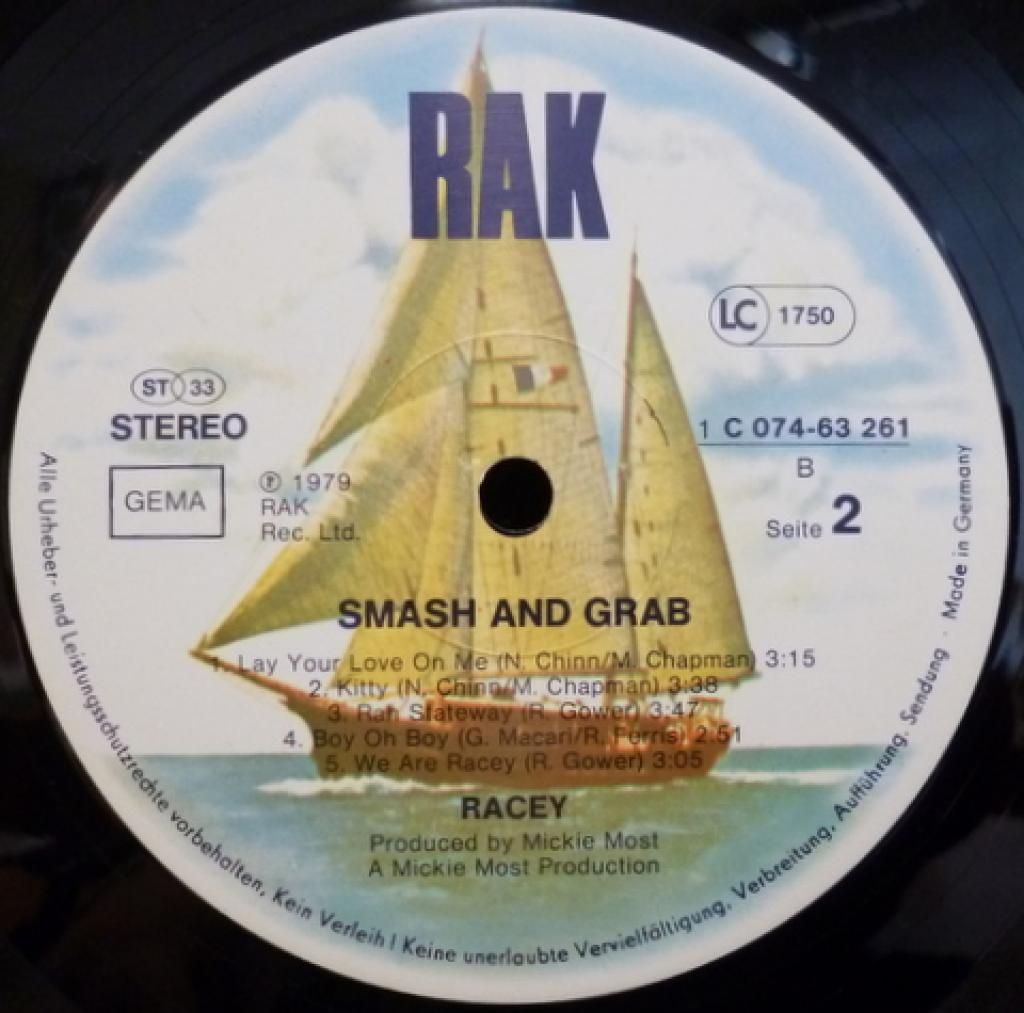 RAK
LC 1750
ST 33
STEREO
1 C 074-63 261
B
GEMA
℗ 1979
RAK
Rec. Ltd.
Seite 2
SMASH AND GRAB
1. Lay Your Love On Me (N. Chinn/M. Chapman) 3:15
2. Kitty (N. Chinn/M. Chapman) 3:38
3. Rah Stateway (R. Gower) 3:47
4. Boy Oh Boy (G. Macari/R. Ferris) 2:51
5. We Are Racey (R. Gower) 3:05
RACEY
Produced by Mickie Most
A Mickie Most Production
Alle Urheber- und Leistungsschutzrechte vorbehalten, Kein Verleih! Keine unerlaubte Vervielfältigung, Verbreitung, Aufführung, Sendung · Made in Germany